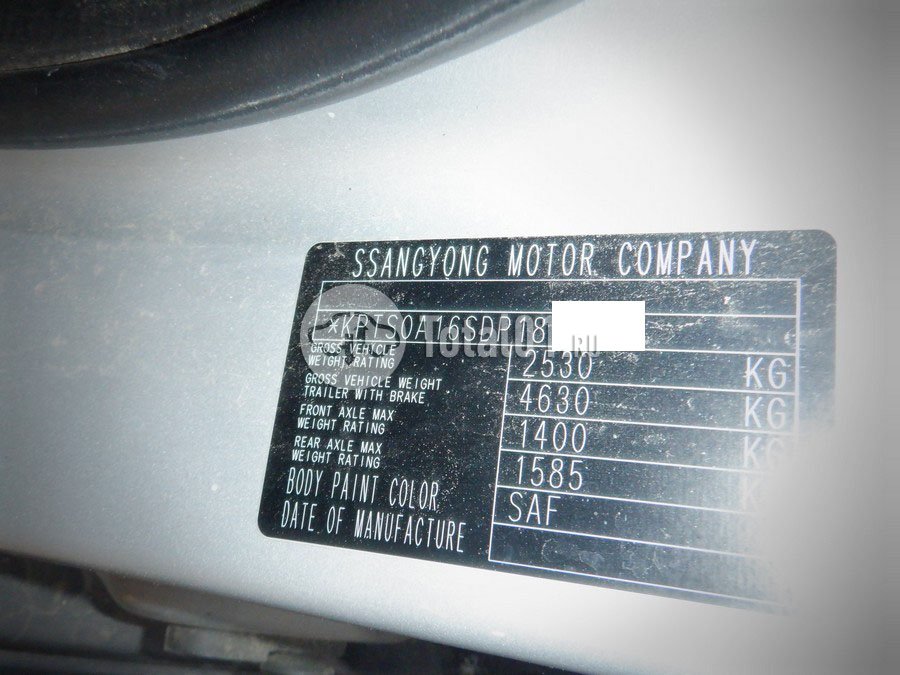 SSANGYONG MOTOR COMPANY
*KPTS0A16SDP18
GROSS VEHICLE
WEIGHT RATING
2530 KG
GROSS VEHICLE WEIGHT
TRAILER WITH BRAKE
4630 KG
FRONT AXLE MAX
WEIGHT RATING
1400 KG
REAR AXLE MAX
WEIGHT RATING
1585
BODY PAINT COLOR
SAF
DATE OF MANUFACTURE